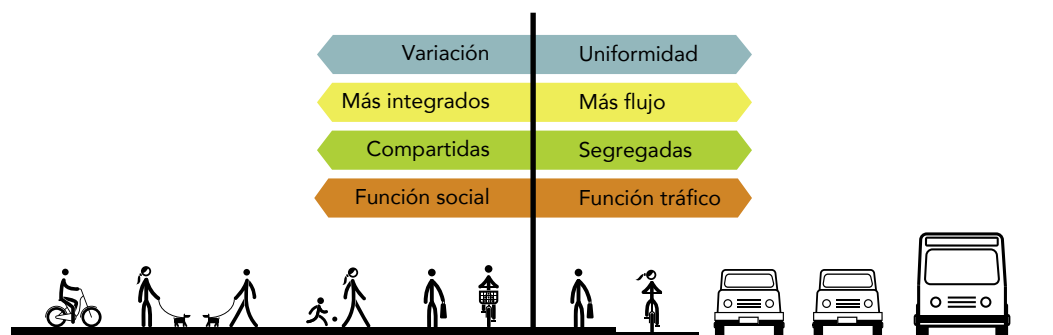 Variación Uniformidad
Más integrados Más flujo
Compartidas Segregadas
Función social Función tráfico